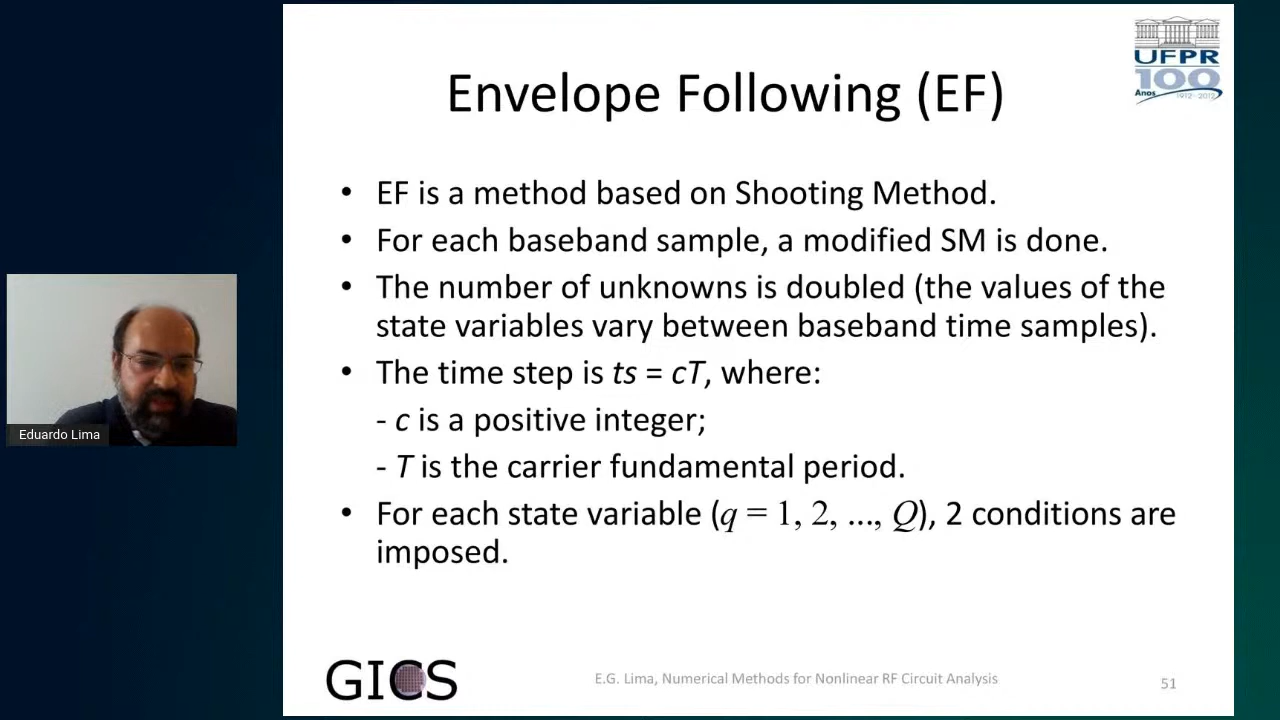 UFPR
100
Anos
1912-2012
Envelope Following (EF)
• EF is a method based on Shooting Method.
• For each baseband sample, a modified SM is done.
• The number of unknowns is doubled (the values of the
state variables vary between baseband time samples).
• The time step is ts = cT, where:
- c is a positive integer;
- T is the carrier fundamental period.
• For each state variable (q = 1, 2, ..., Q), 2 conditions are
imposed.
Eduardo Lima
GICS
E.G. Lima, Numerical Methods for Nonlinear RF Circuit Analysis
51